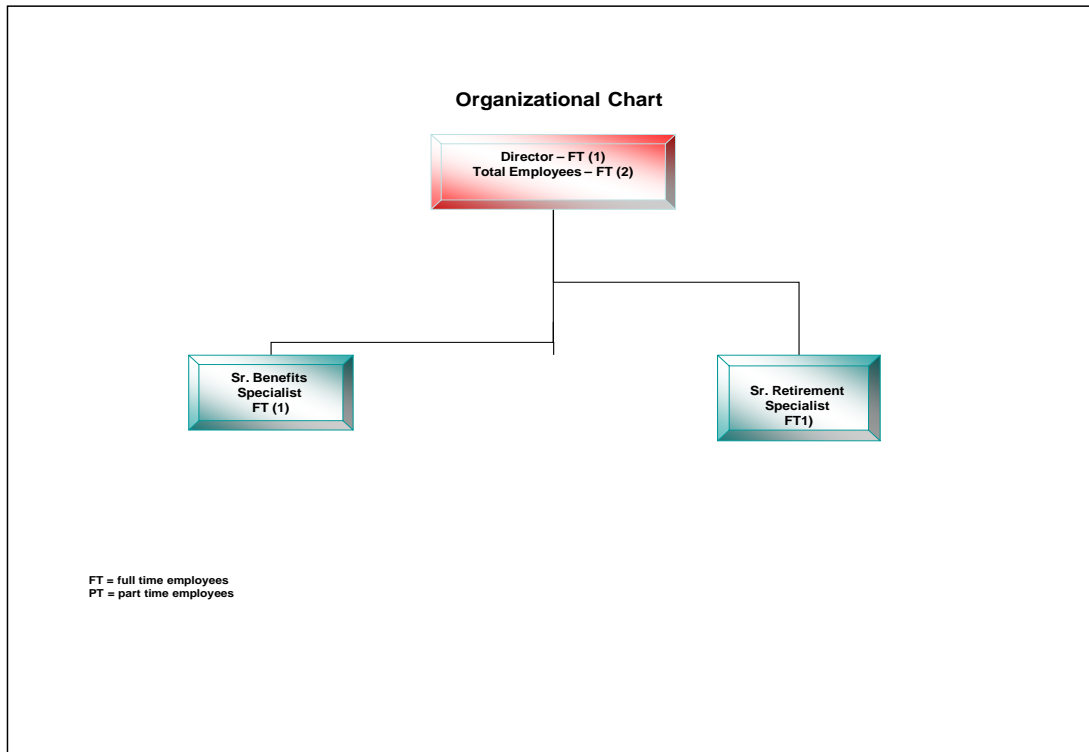 Organizational Chart
Director – FT (1)
Total Employees – FT (2)
Sr. Benefits
Specialist
FT (1)
Sr. Retirement
Specialist
FT1)
FT = full time employees
PT = part time employees